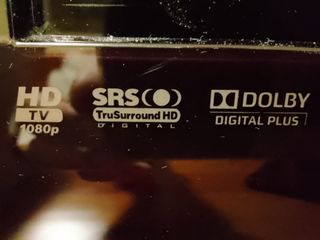 HD
TV
1080p
SRS
TruSurround HD
DIGITAL
DOLBY
DIGITAL PLUS